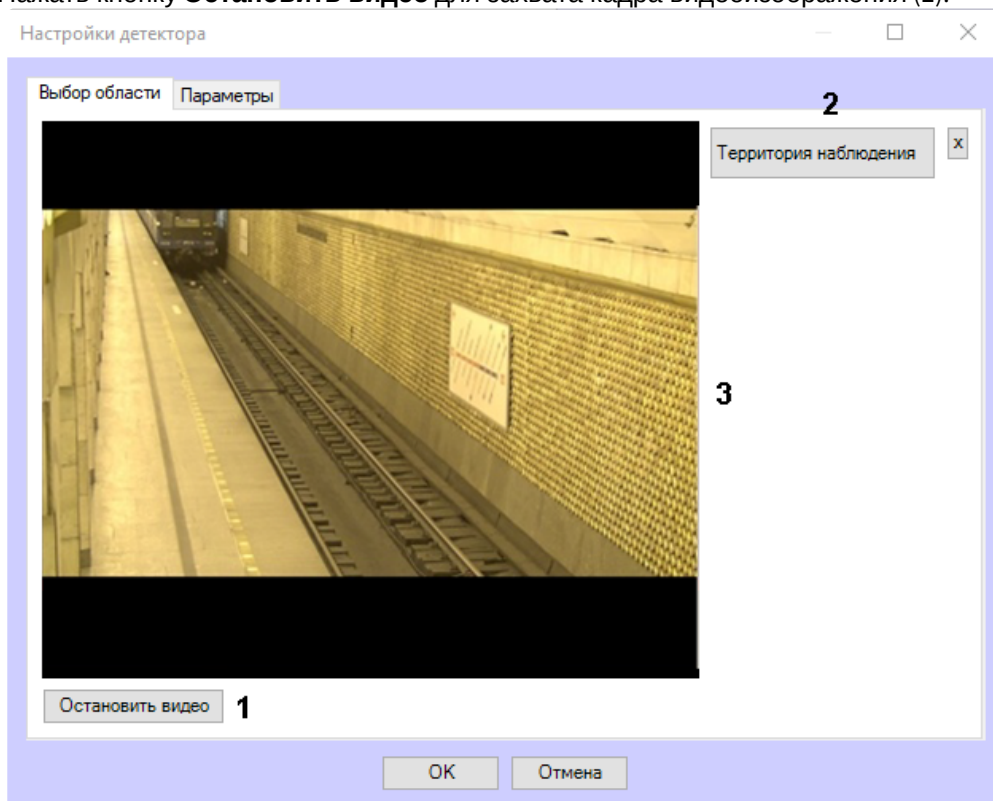 Нажать кнопку Остановить видео для захвата кадра видеоизображения (1).
Настройки детектора
Выбор области
Параметры
2
Территория наблюдения
x
3
Остановить видео
1
OK
Отмена